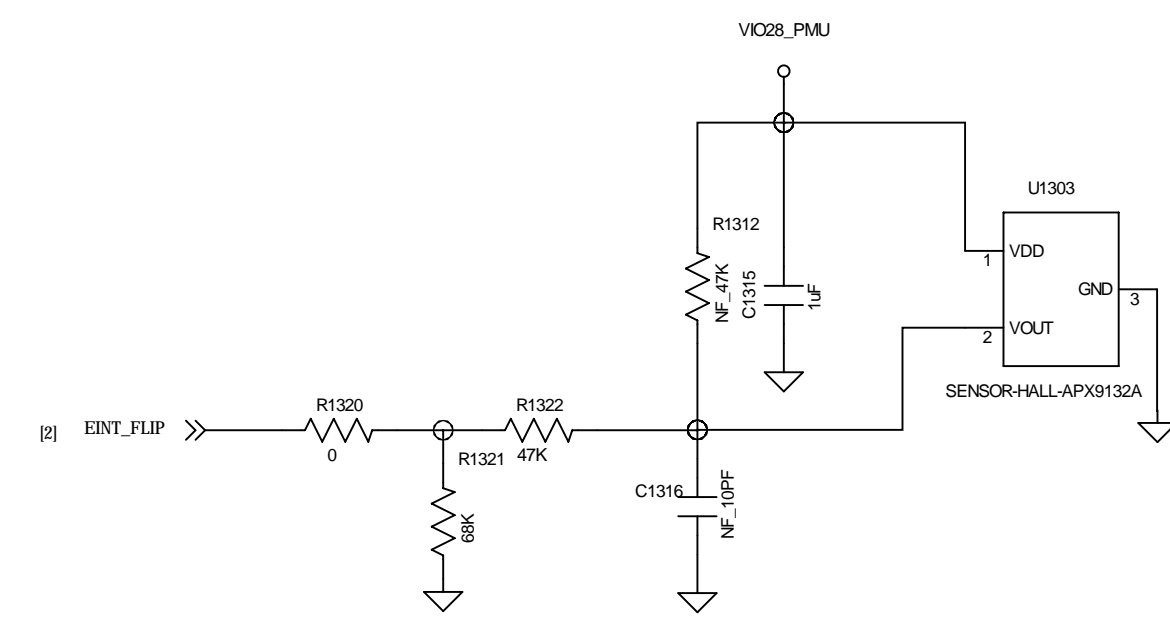 VIO28_PMU
U1303
R1312
NF_47K
C1315
1uF
1
VDD
GND
3
2
VOUT
SENSOR-HALL-APX9132A
[2]
EINT_FLIP
R1320
0
R1321
68K
R1322
47K
C1316
NF_10PF